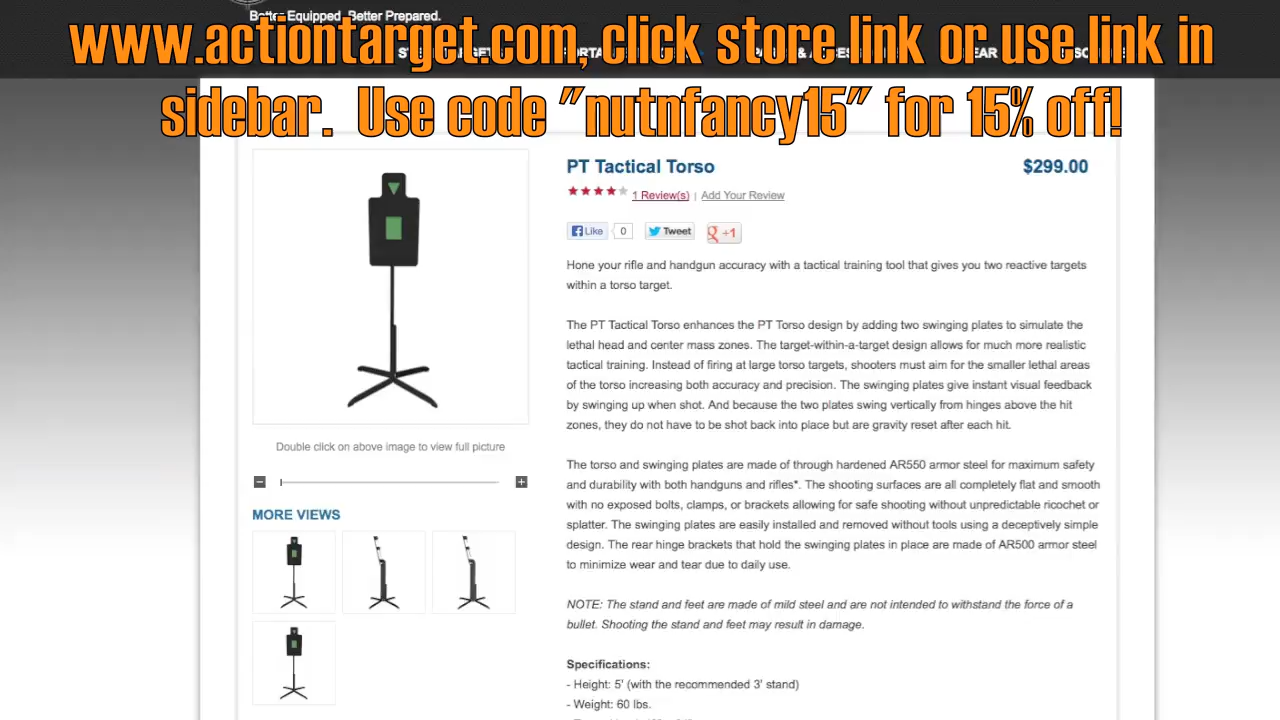 Better Equipped. Better Prepared.
www.actiontarget.com, click store link or use link in
sidebar. Use code "nutnfancy15" for 15% off!
PT Tactical Torso
$299.00
1 Review(s) | Add Your Review
Like 0 Tweet +1
Hone your rifle and handgun accuracy with a tactical training tool that gives you two reactive targets
within a torso target.
The PT Tactical Torso enhances the PT Torso design by adding two swinging plates to simulate the
lethal head and center mass zones. The target-within-a-target design allows for much more realistic
tactical training. Instead of firing at large torso targets, shooters must aim for the smaller lethal areas
of the torso increasing both accuracy and precision. The swinging plates give instant visual feedback
by swinging up when shot. And because the two plates swing vertically from hinges above the hit
zones, they do not have to be shot back into place but are gravity reset after each hit.
Double click on above image to view full picture
The torso and swinging plates are made of through hardened AR550 armor steel for maximum safety
and durability with both handguns and rifles*. The shooting surfaces are all completely flat and smooth
with no exposed bolts, clamps, or brackets allowing for safe shooting without unpredictable ricochet or
splatter. The swinging plates are easily installed and removed without tools using a deceptively simple
design. The rear hinge brackets that hold the swinging plates in place are made of AR500 armor steel
to minimize wear and tear due to daily use.
MORE VIEWS
NOTE: The stand and feet are made of mild steel and are not intended to withstand the force of a
bullet. Shooting the stand and feet may result in damage.
Specifications:
- Height: 5' (with the recommended 3' stand)
- Weight: 60 lbs.